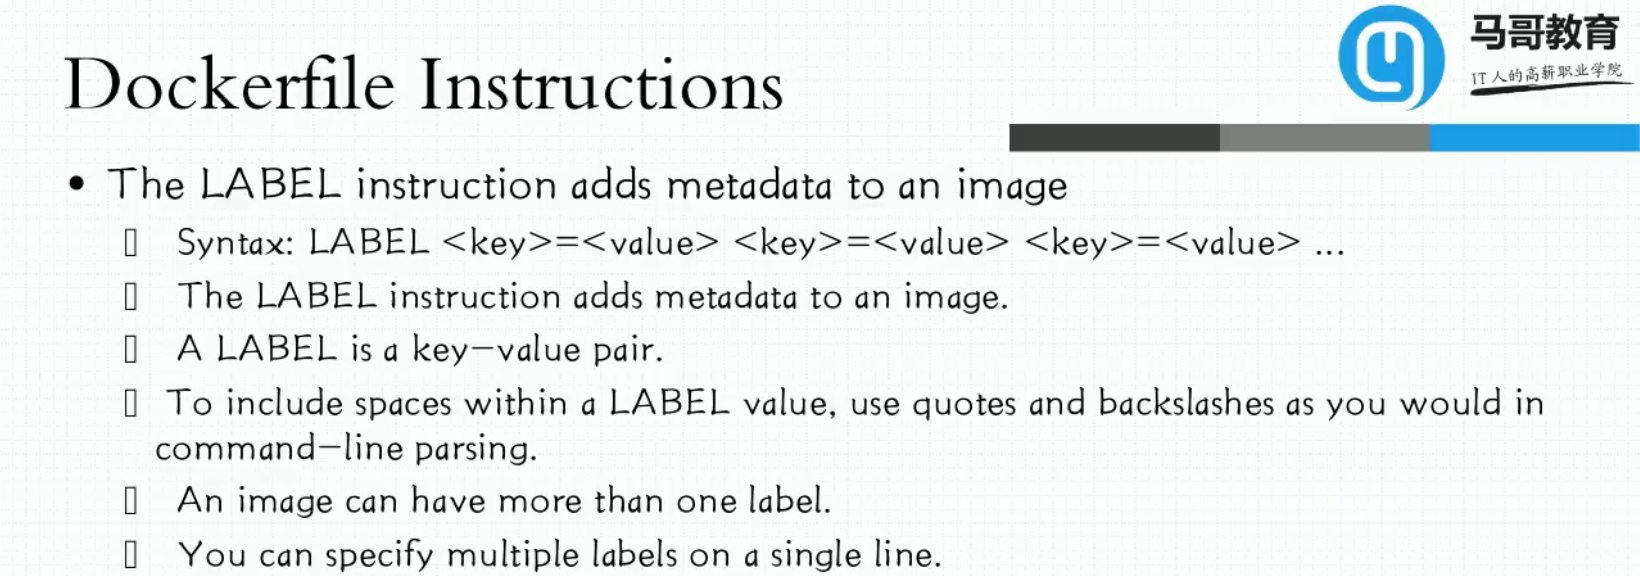 马哥教育
IT人的高薪职业学院
Dockerfile Instructions
• The LABEL instruction adds metadata to an image
Syntax: LABEL <key>=<value> <key>=<value> <key>=<value> ...
The LABEL instruction adds metadata to an image.
A LABEL is a key-value pair.
To include spaces within a LABEL value, use quotes and backslashes as you would in
command-line parsing.
An image can have more than one label.
You can specify multiple labels on a single line.